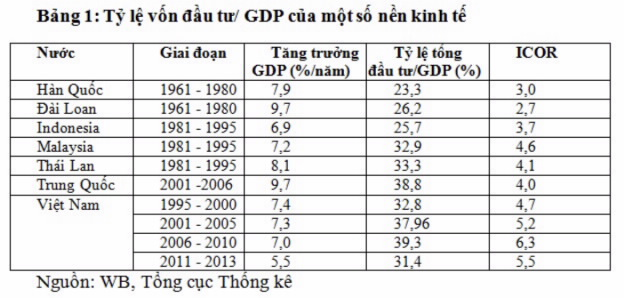 Bảng 1: Tỷ lệ vốn đầu tư/ GDP của một số nền kinh tế
Nước Giai đoạn Tăng trưởng GDP (%/năm) Tỷ lệ tổng đầu tư/GDP (%) ICOR
Hàn Quốc 1961 - 1980 7,9 23,3 3,0
Đài Loan 1961 - 1980 9,7 26,2 2,7
Indonesia 1981 - 1995 6,9 25,7 3,7
Malaysia 1981 - 1995 7,2 32,9 4,6
Thái Lan 1981 - 1995 8,1 33,3 4,1
Trung Quốc 2001 -2006 9,7 38,8 4,0
Việt Nam 1995 - 2000 7,4 32,8 4,7
2001 - 2005 7,3 37,96 5,2
2006 - 2010 7,0 39,3 6,3
2011 - 2013 5,5 31,4 5,5
Nguồn: WB, Tổng cục Thống kê